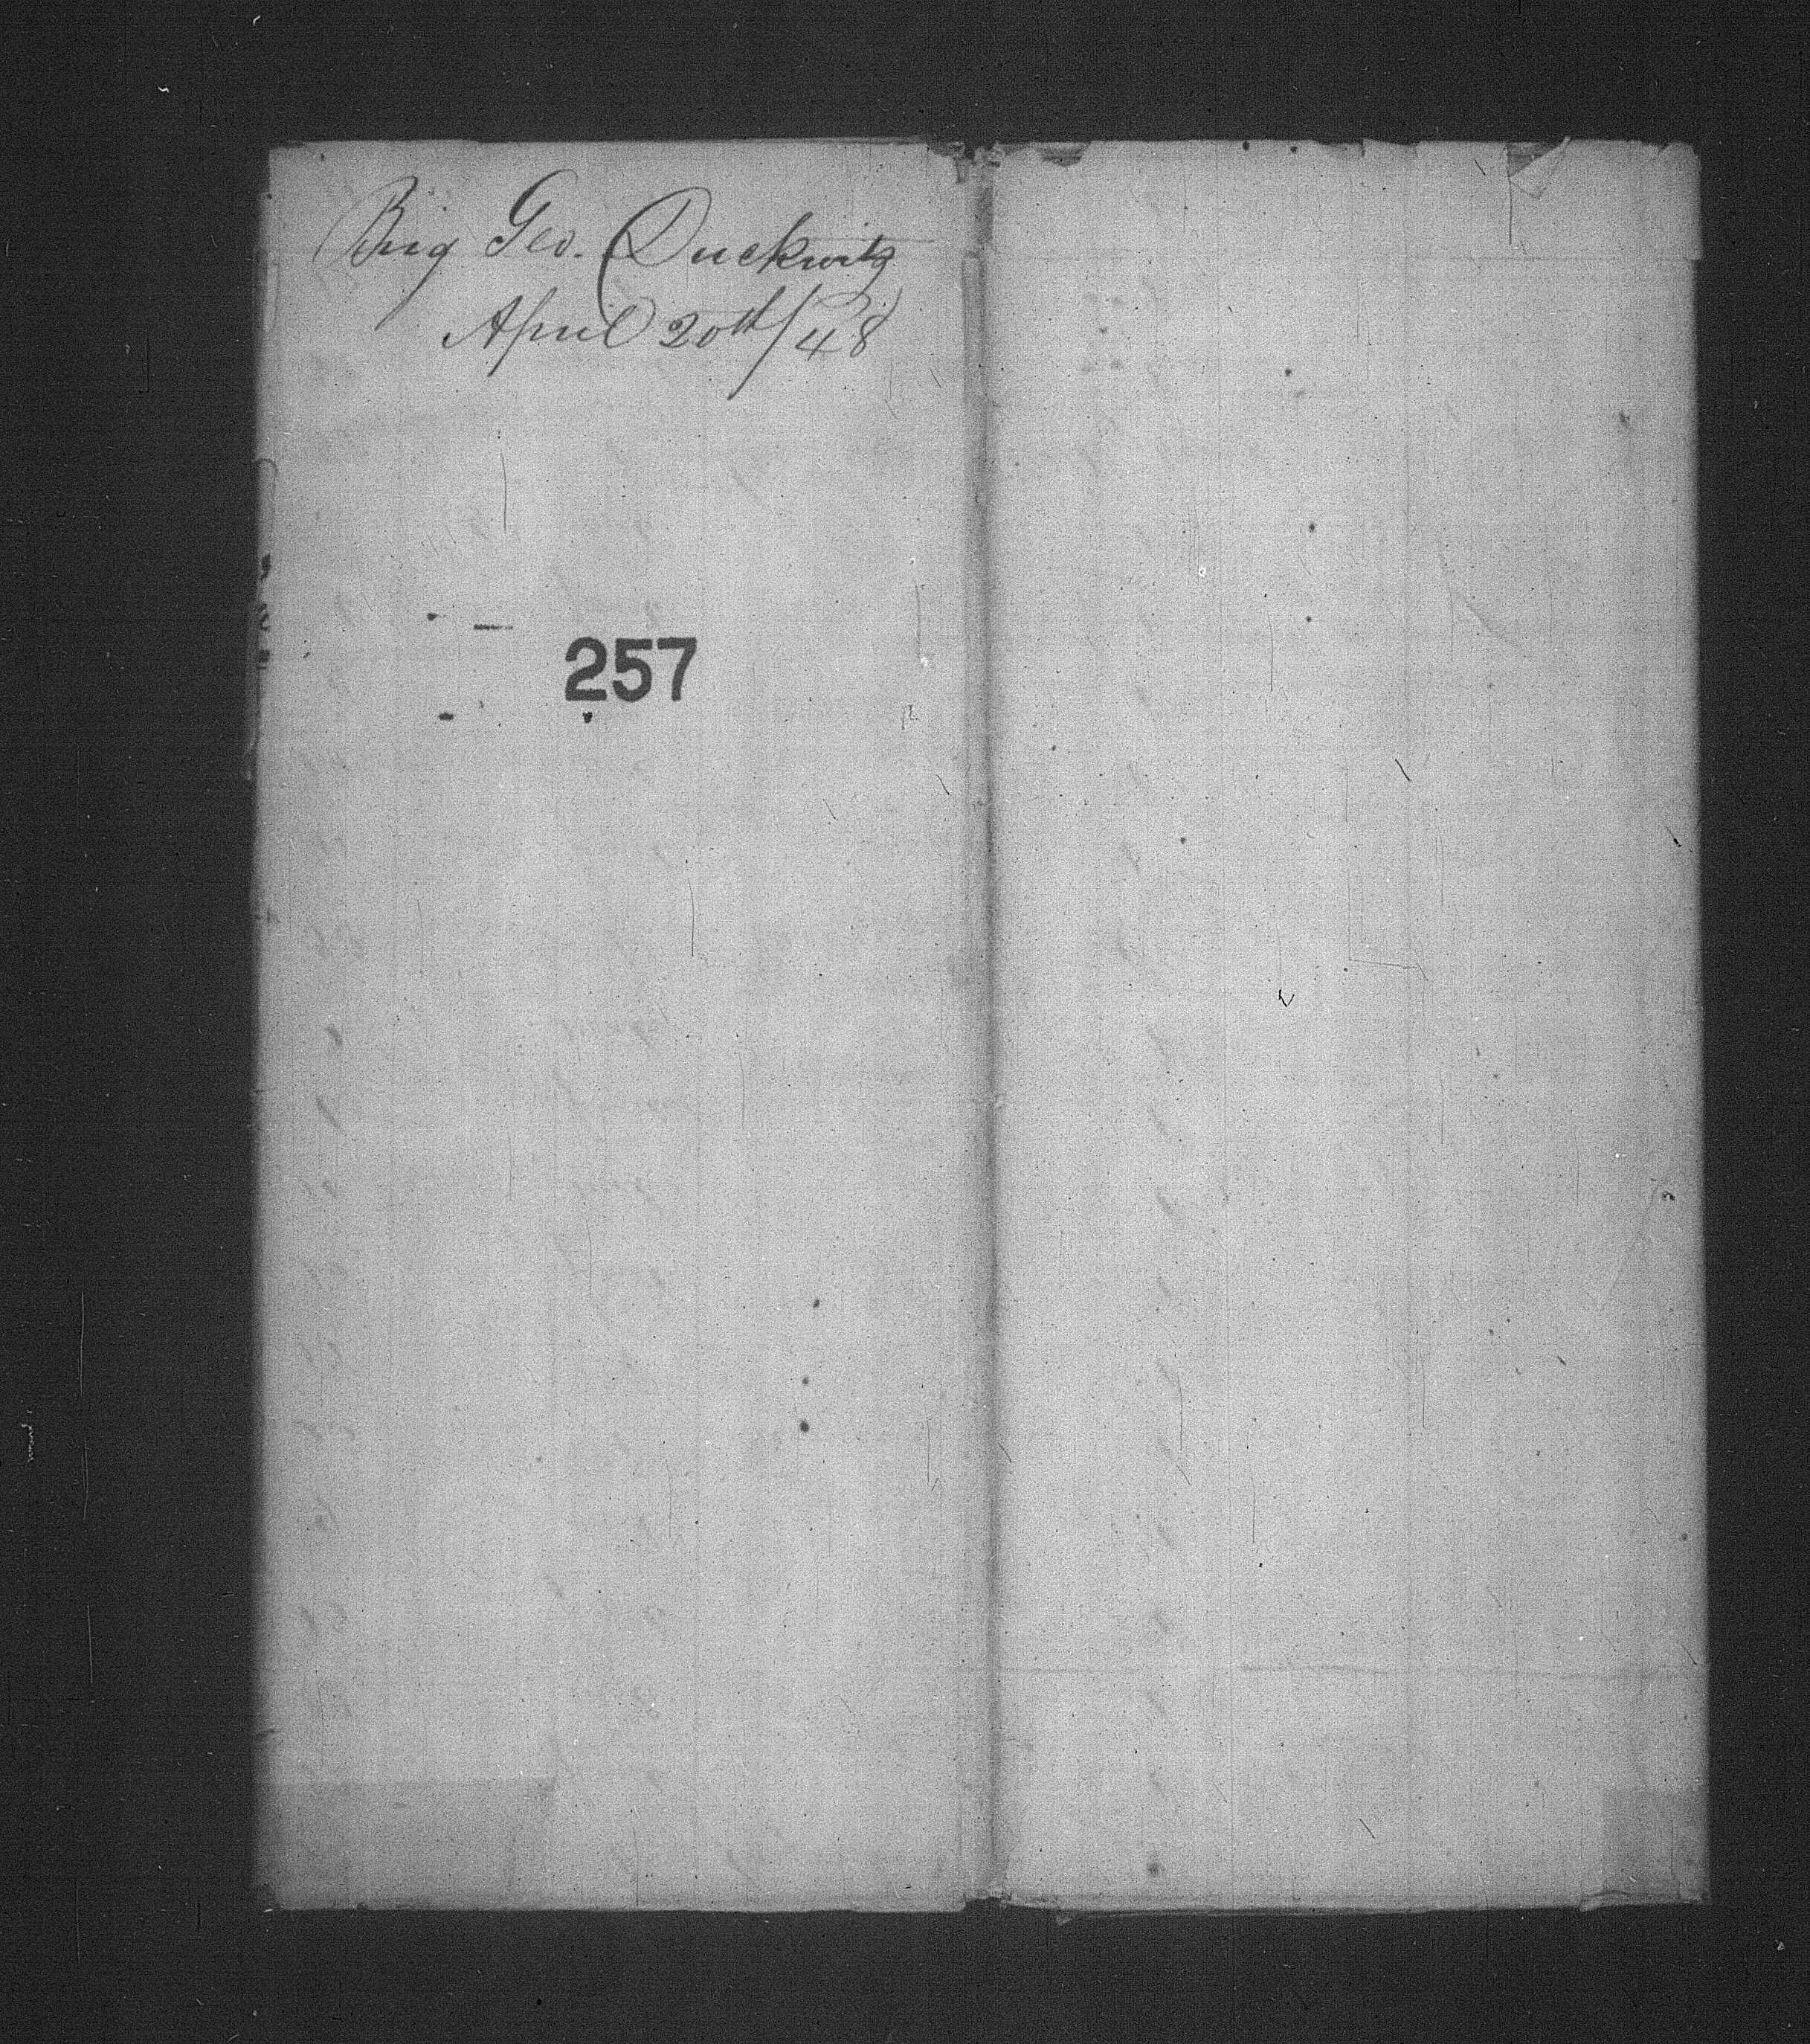 Brig Geo. Duckwitz
April 20th/48
257